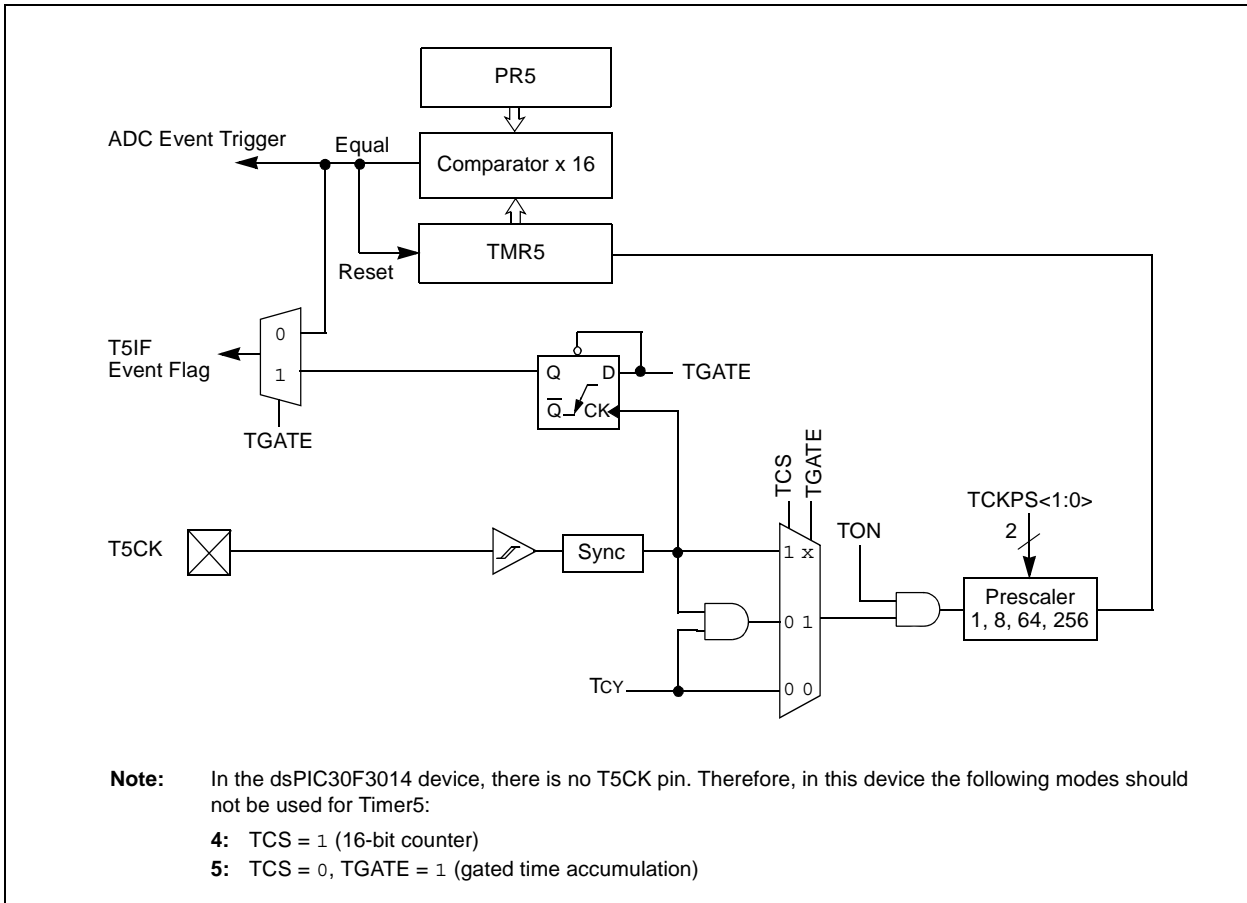 PR5
ADC Event Trigger
Equal
Comparator x 16
TMR5
Reset
0
1
T5IF
Event Flag
TGATE
Q D
Q CK
TGATE
TCS
TGATE
TCKPS<1:0>
2
TON
T5CK
Sync
1 x
0 1
0 0
Prescaler
1, 8, 64, 256
TCY
Note: In the dsPIC30F3014 device, there is no T5CK pin. Therefore, in this device the following modes should
not be used for Timer5:
4: TCS = 1 (16-bit counter)
5: TCS = 0, TGATE = 1 (gated time accumulation)